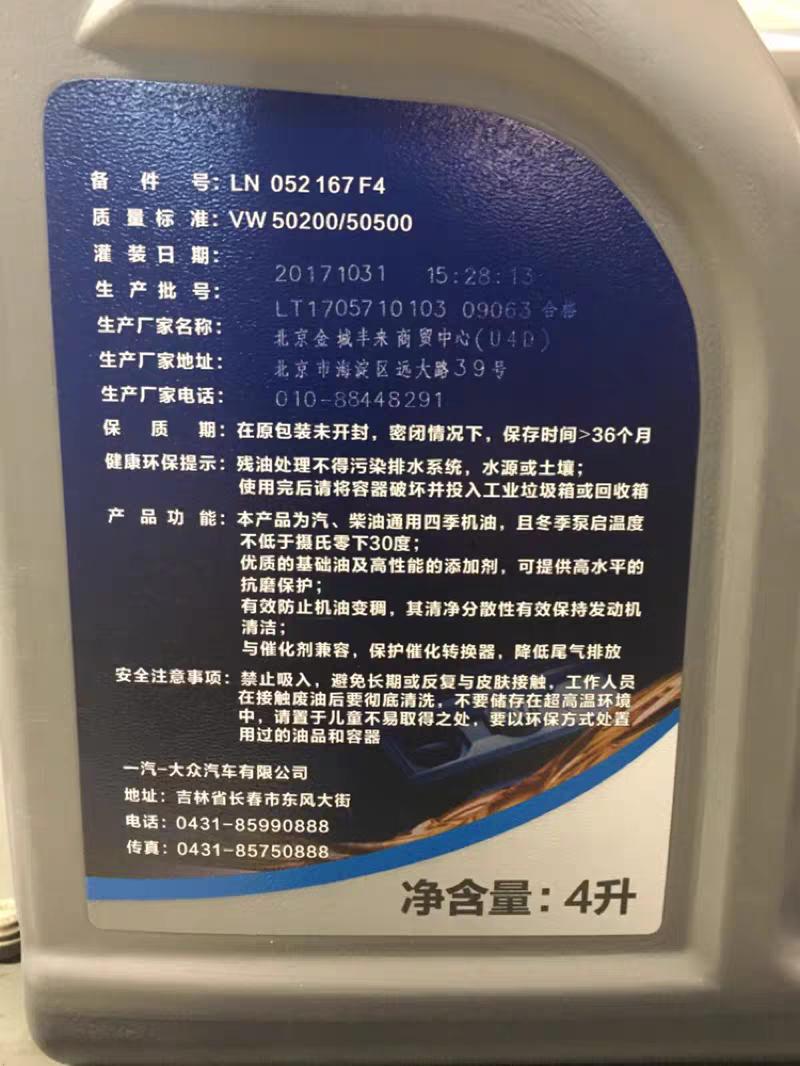 备件号：LN 052 167 F4
质量标准：VW 50200/50500
灌装日期：20171031 15:28:13
生产批号：LT1705710103 09063 合格
生产厂家名称：北京金城丰来商贸中心(U4D)
生产厂家地址：北京市海淀区远大路39号
生产厂家电话：010-88448291
保质期：在原包装未开封，密闭情况下，保存时间>36个月
健康环保提示：残油处理不得污染排水系统，水源或土壤；
使用完后请将容器破坏并投入工业垃圾箱或回收箱
产品功能：本产品为汽、柴油通用四季机油，且冬季泵启温度
不低于摄氏零下30度；
优质的基础油及高性能的添加剂，可提供高水平的
抗磨保护；
有效防止机油变稠，其清净分散性有效保持发动机
清洁；
与催化剂兼容，保护催化转换器，降低尾气排放
安全注意事项：禁止吸入，避免长期或反复与皮肤接触，工作人员
在接触废油后要彻底清洗，不要储存在超高温环境
中，请置于儿童不易取得之处，要以环保方式处置
用过的油品和容器
一汽-大众汽车有限公司
地址：吉林省长春市东风大街
电话：0431-85990888
传真：0431-85750888
净含量：4升